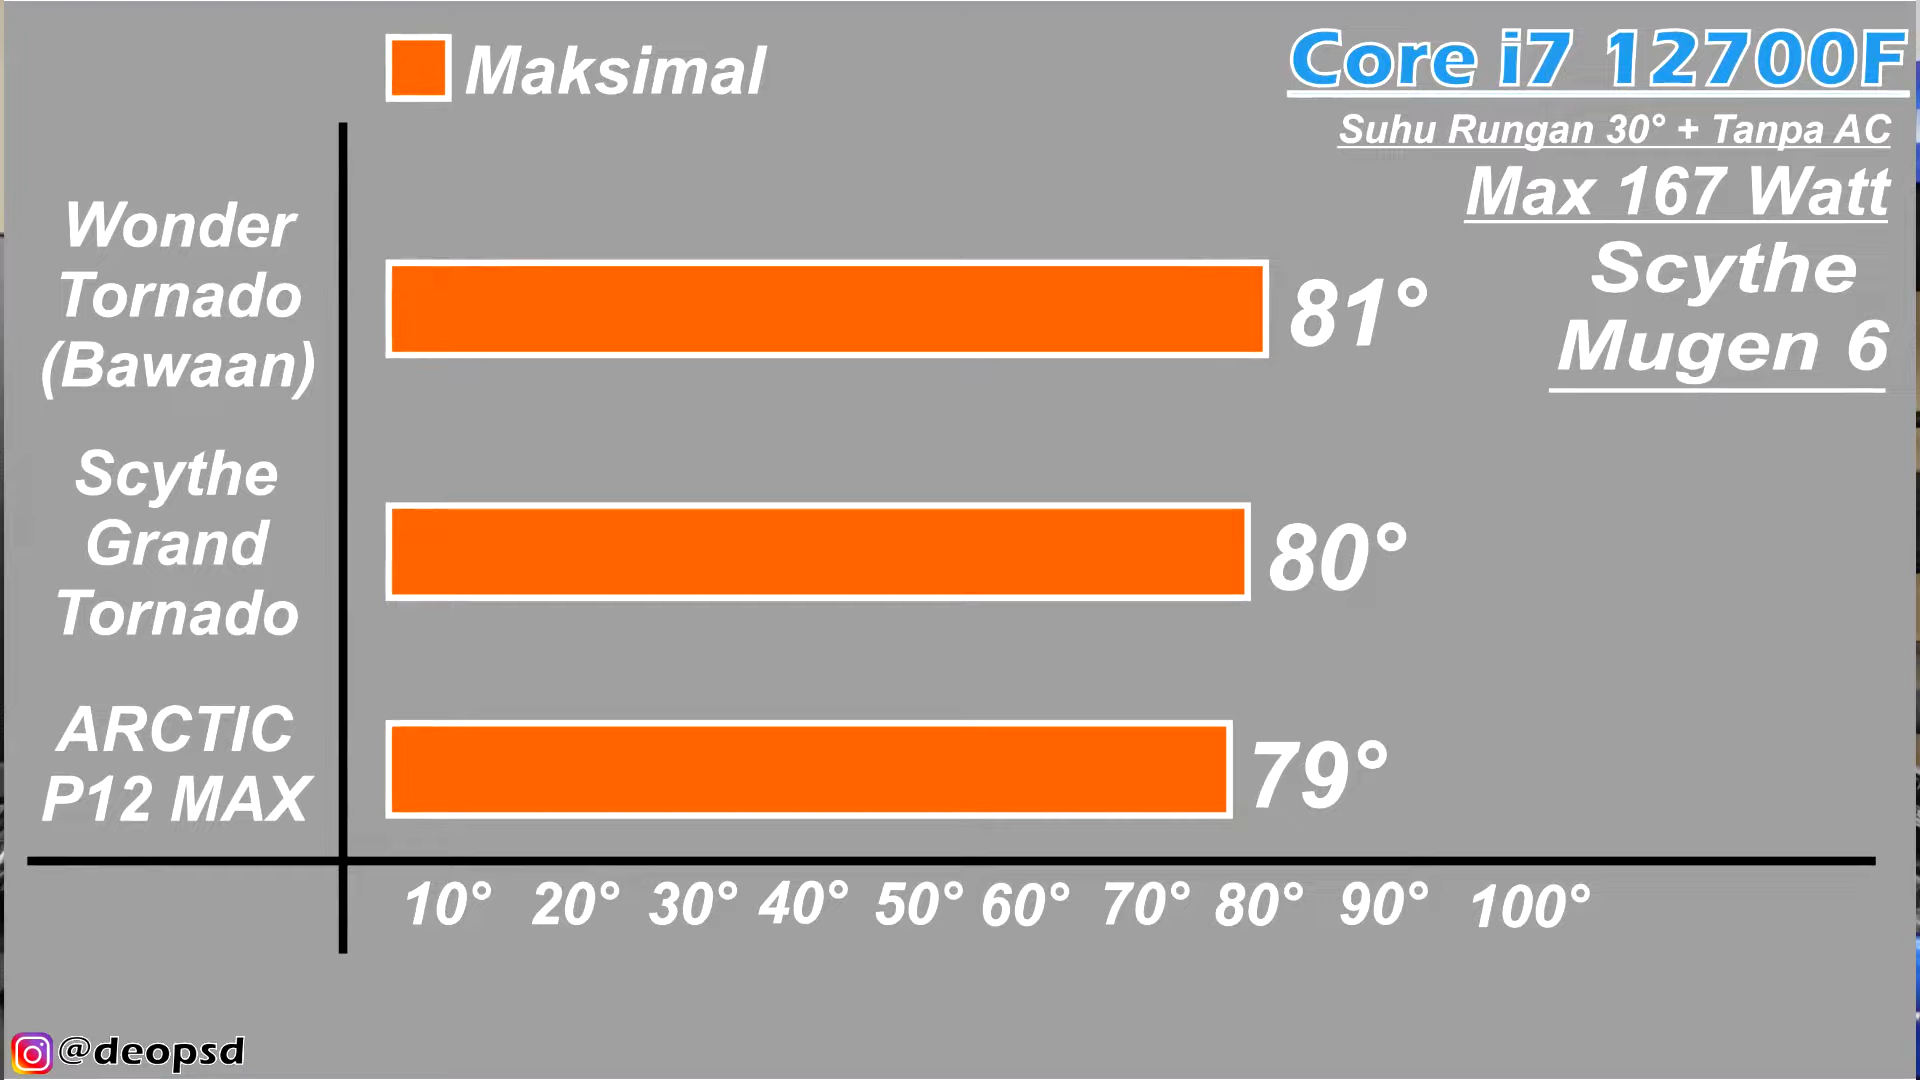 Maksimal
Core i7 12700F
Suhu Rungan 30° + Tanpa AC
Max 167 Watt
Scythe
Mugen 6
Wonder
Tornado
(Bawaan)
81°
Scythe
Grand
Tornado
80°
ARCTIC
P12 MAX
79°
10° 20° 30° 40° 50° 60° 70° 80° 90° 100°
@deopsd